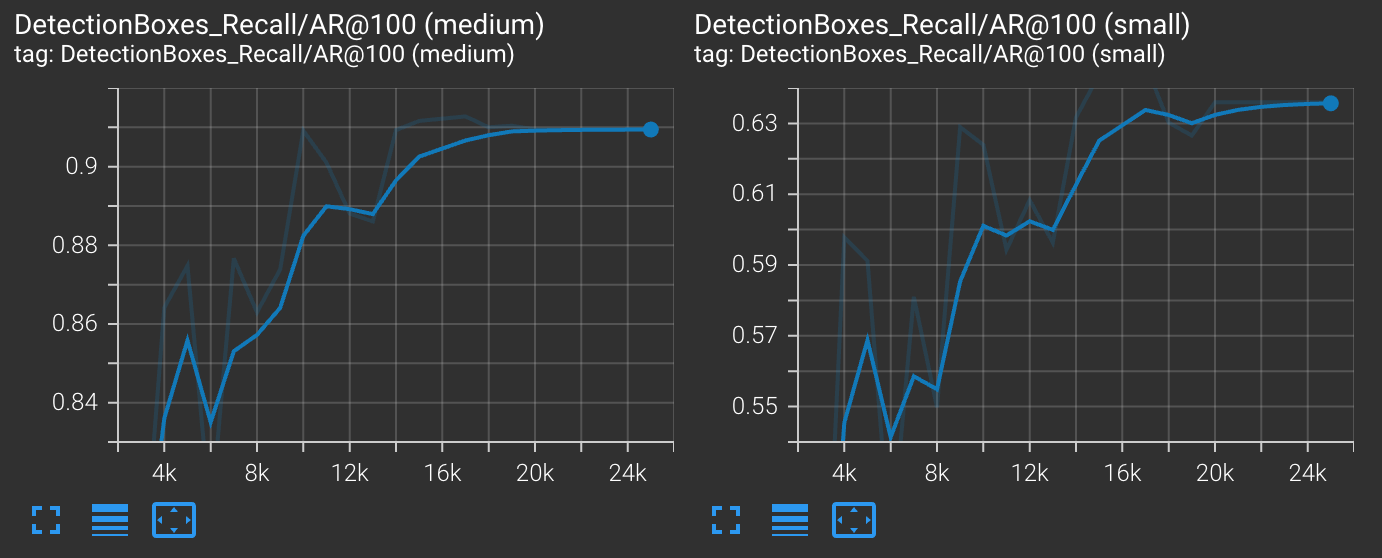 DetectionBoxes_Recall/AR@100 (medium)
tag: DetectionBoxes_Recall/AR@100 (medium)
0.9
0.88
0.86
0.84
4k 8k 12k 16k 20k 24k
DetectionBoxes_Recall/AR@100 (small)
tag: DetectionBoxes_Recall/AR@100 (small)
0.63
0.61
0.59
0.57
0.55
4k 8k 12k 16k 20k 24k